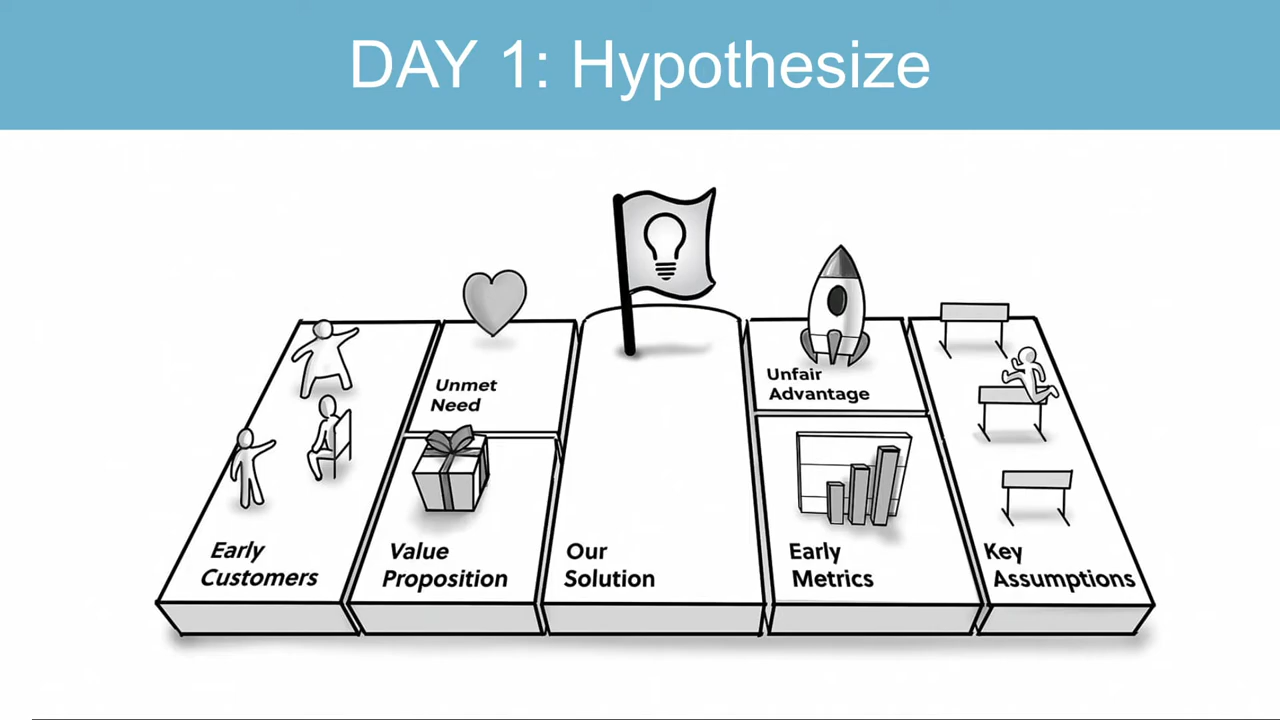 DAY 1: Hypothesize
Unmet
Need
Unfair
Advantage
Early
Customers
Value
Proposition
Our
Solution
Early
Metrics
Key
Assumptions